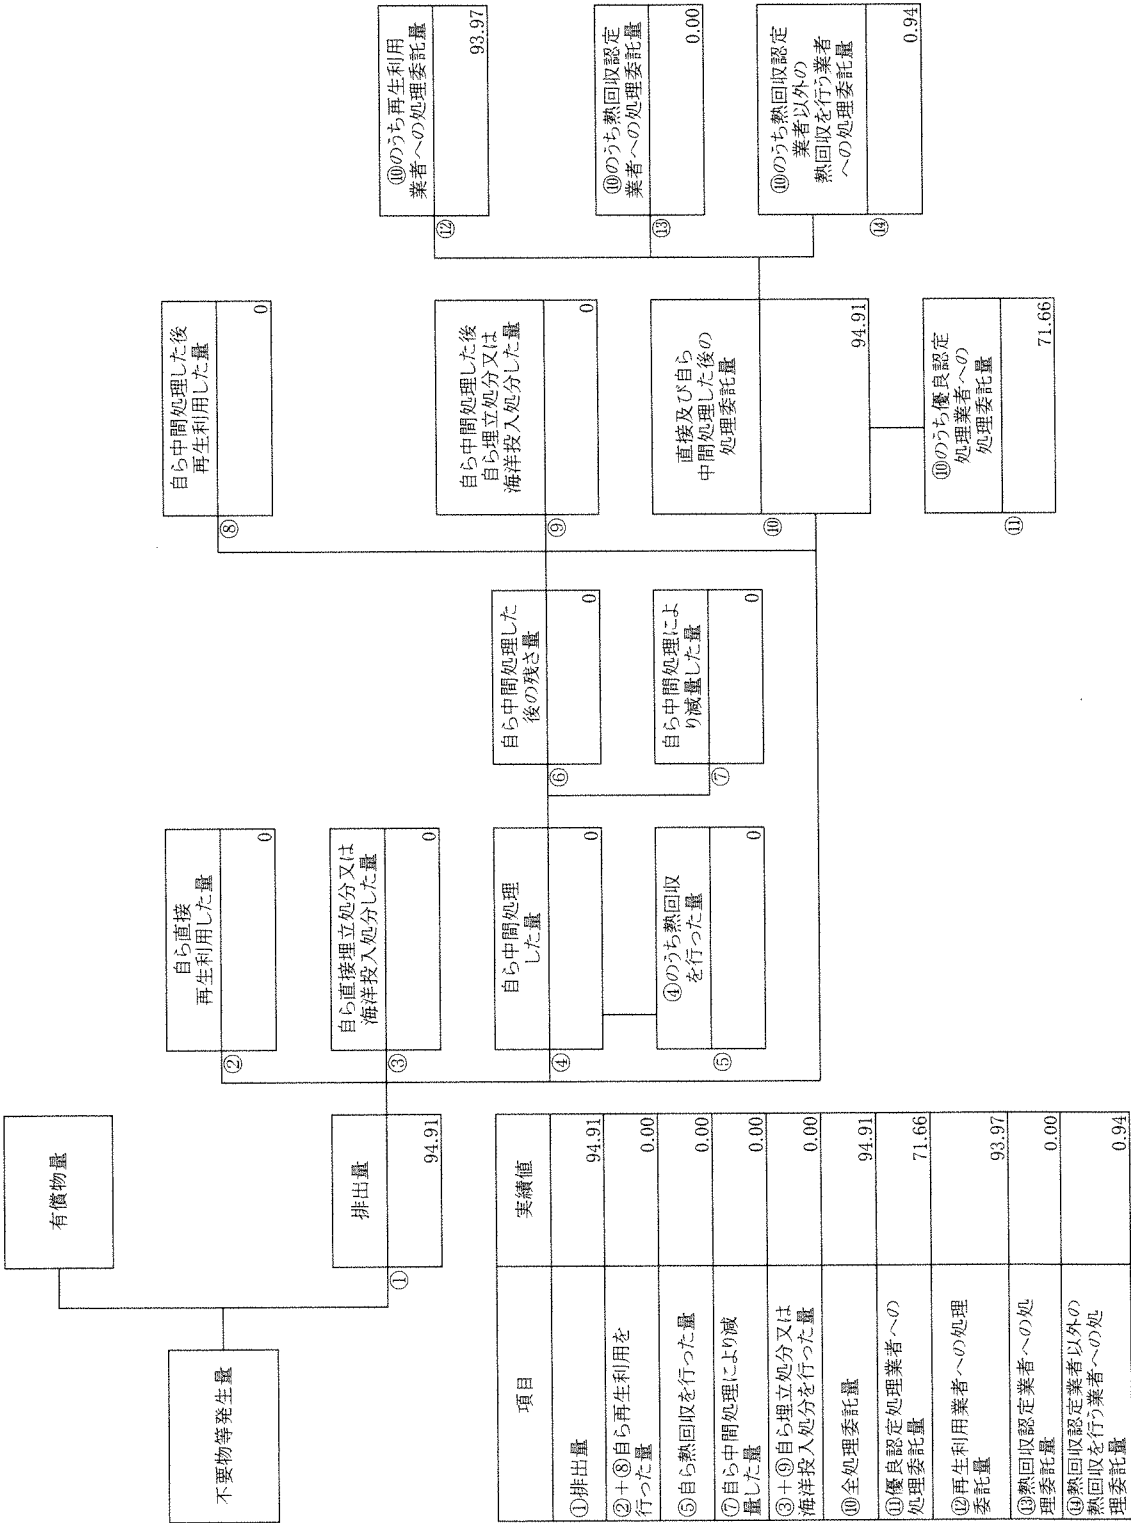 有償物量
不要物等発生量
排出量
①
94.91
自ら直接
再生利用した量
②
0
自ら直接埋立処分又は
海洋投入処分した量
③
0
自ら中間処理
した量
④
0
④のうち熱回収
を行った量
⑤
0
自ら中間処理した
後の残さ量
⑥
0
自ら中間処理によ
り減量した量
⑦
0
自ら中間処理した後
再生利用した量
⑧
0
自ら中間処理した後
自ら埋立処分又は
海洋投入処分した量
⑨
0
直接及び自ら
中間処理した後の
処理委託量
⑩
94.91
⑩のうち優良認定
処理業者への
処理委託量
⑪
71.66
⑩のうち再生利用
業者への処理委託量
⑫
93.97
⑩のうち熱回収認定
業者への処理委託量
⑬
0.00
⑩のうち熱回収認定
業者以外の
熱回収を行う業者
への処理委託量
⑭
0.94
項目 実績値
①排出量 94.91
②+⑧自ら再生利用を
行った量 0.00
⑤自ら熱回収を行った量 0.00
⑦自ら中間処理により減
量した量 0.00
③+⑨自ら埋立処分又は
海洋投入処分を行った量 0.00
⑩全処理委託量 94.91
⑪優良認定処理業者への
処理委託量 71.66
⑫再生利用業者への処理
委託量 93.97
⑬熱回収認定業者への処
理委託量 0.00
⑭熱回収認定業者以外の
熱回収を行う業者への処
理委託量 0.94